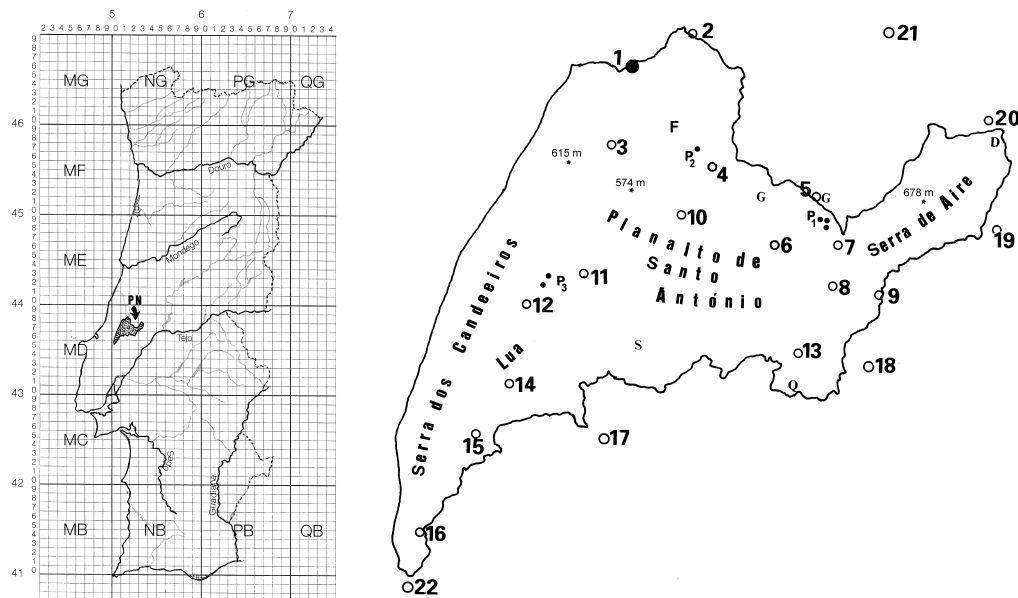 5 6 7
2 3 4 5 6 7 8 9 0 1 2 3 4 5 6 7 8 9 0 1 2 3 4 5 6 7 8 9 0 1 2 3 4
MG NG PG QG
46
MF
Douro
45
ME
Mondego
44
PN
MD
Tejo
43
MC
Sado
Guadiana
42
MB NB PB QB
41
1
2
21
20
D
3
F
P2
4
615 m
574 m
G
5
G
678 m
P1
10
6
7
19
Planalto de
Santo
António
Serra de Aire
11
P3
12
8
9
Serra dos Candeeiros
Lua
S
13
18
Q
14
15
17
16
22